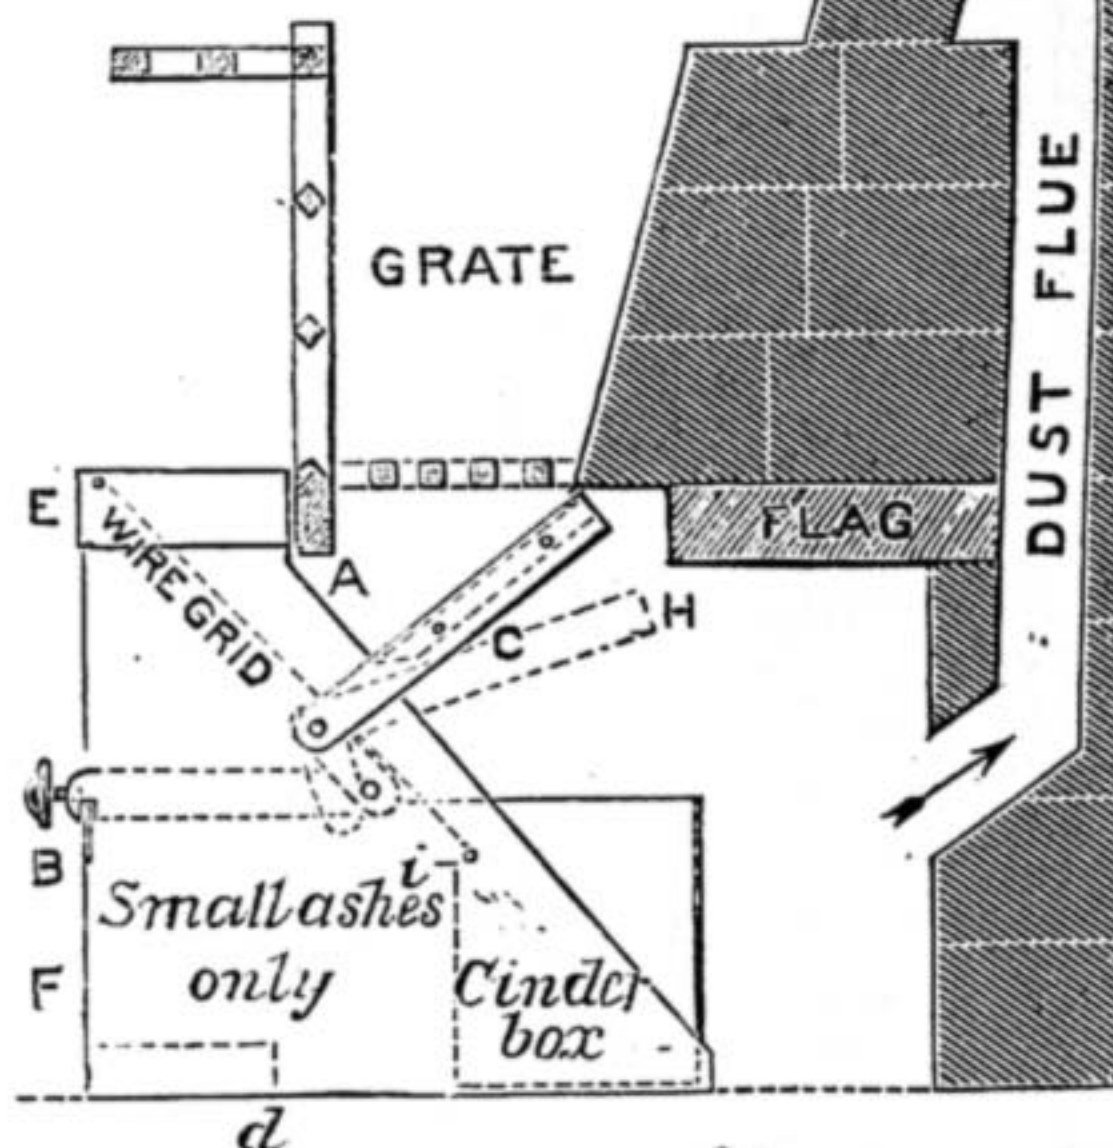 GRATE
DUST FLUE
E
WIRE GRID
A
FLAG
C
H
B
i
Small ashes
only
F
Cinder
box
d